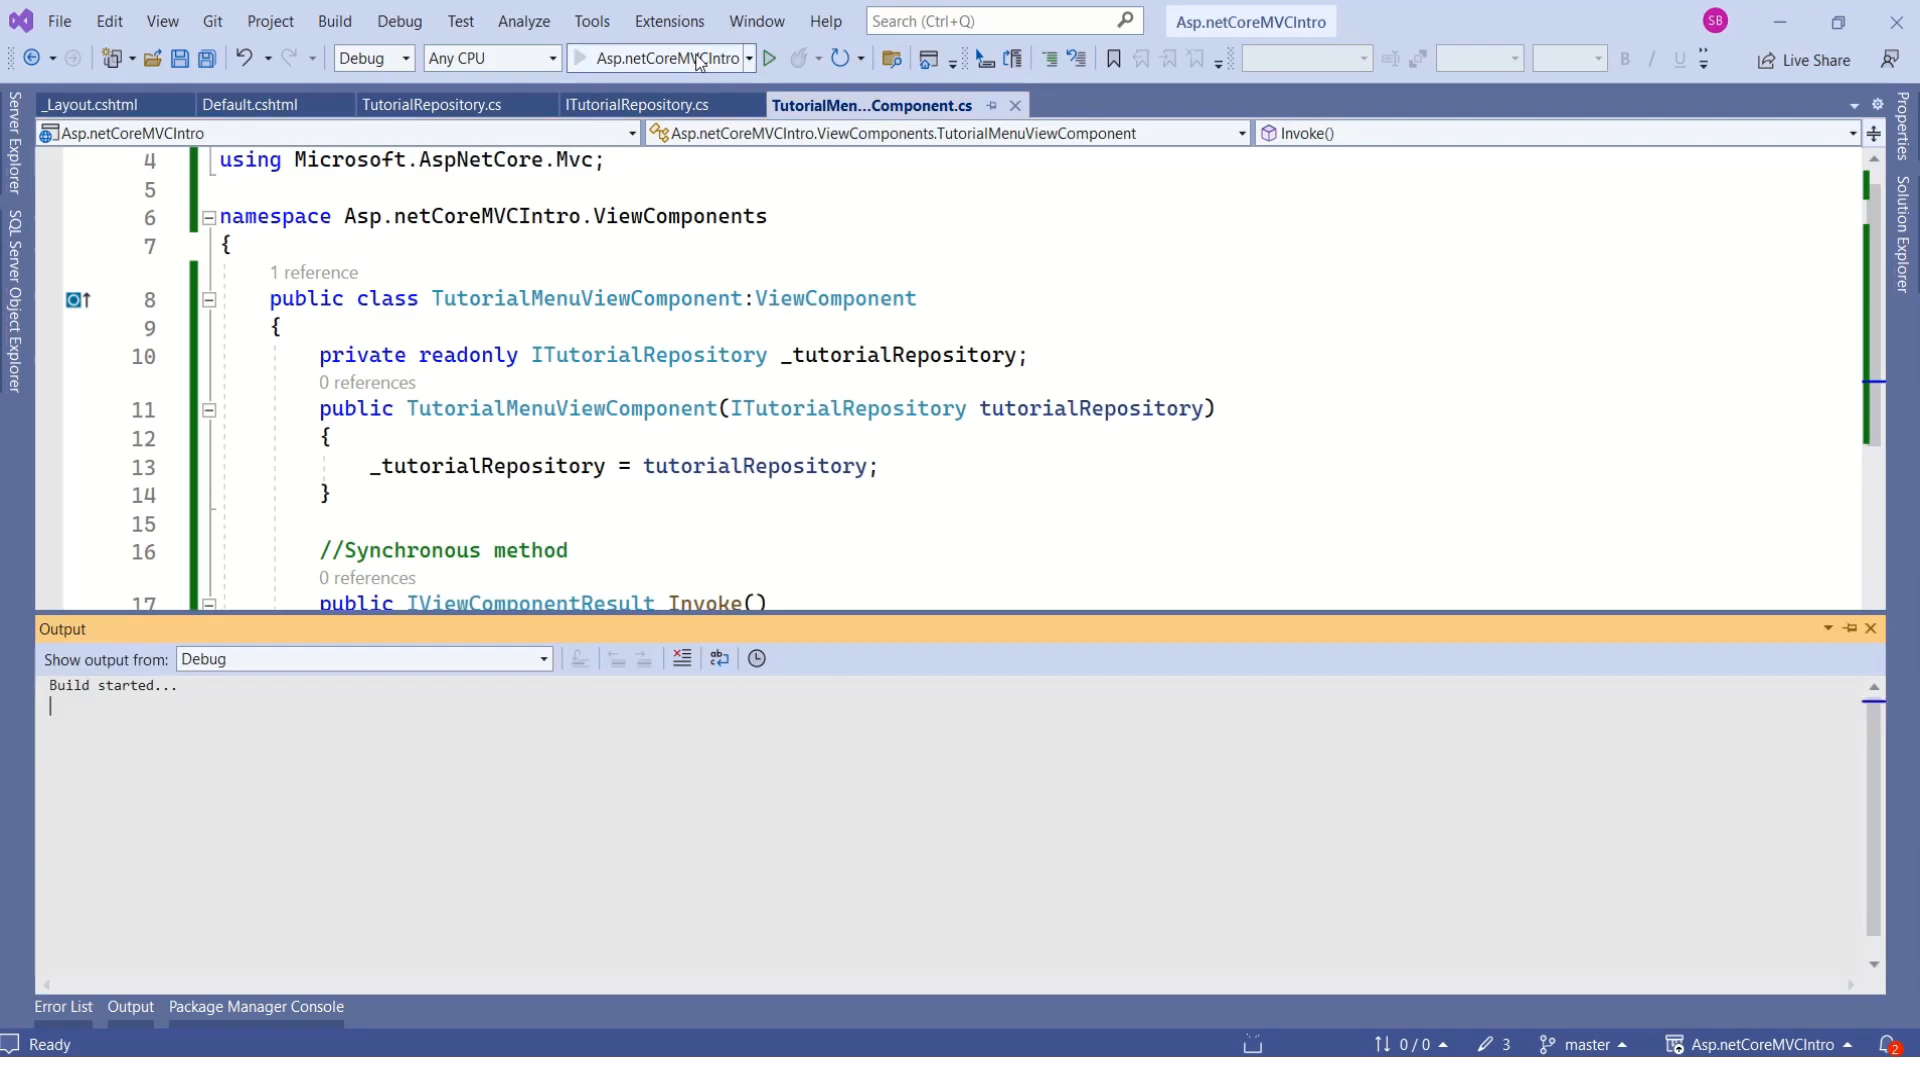 File Edit View Git Project Build Debug Test Analyze Tools Extensions Window Help Search (Ctrl+Q) Asp.netCoreMVCIntro SB
Debug Any CPU Asp.netCoreMVCIntro Live Share
_Layout.cshtml Default.cshtml TutorialRepository.cs ITutorialRepository.cs TutorialMen...Component.cs
Asp.netCoreMVCIntro Asp.netCoreMVCIntro.ViewComponents.TutorialMenuViewComponent Invoke()
Server Explorer
SQL Server Object Explorer
Properties
Solution Explorer
4 using Microsoft.AspNetCore.Mvc;
5
6 namespace Asp.netCoreMVCIntro.ViewComponents
7 {
1 reference
8 public class TutorialMenuViewComponent:ViewComponent
9 {
10 private readonly ITutorialRepository _tutorialRepository;
0 references
11 public TutorialMenuViewComponent(ITutorialRepository tutorialRepository)
12 {
13 _tutorialRepository = tutorialRepository;
14 }
15
16 //Synchronous method
0 references
17 public IViewComponentResult Invoke()
Output
Show output from: Debug
Build started...
Error List Output Package Manager Console
Ready 0 / 0 3 master Asp.netCoreMVCIntro 2